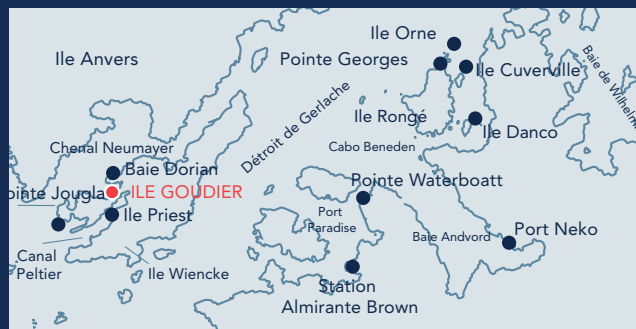 Ile Orne
Ile Anvers
Pointe Georges
Ile Cuverville
Baie de Wilhelm
Ile Rongé
Détroit de Gerlache
Ile Danco
Chenal Neumayer
Cabo Beneden
Baie Dorian
Pointe Waterboatt
ointe Jougla
ILE GOUDIER
Ile Priest
Port
Paradise
Baie Andvord
Port Neko
Canal
Peltier
Ile Wiencke
Station
Almirante Brown